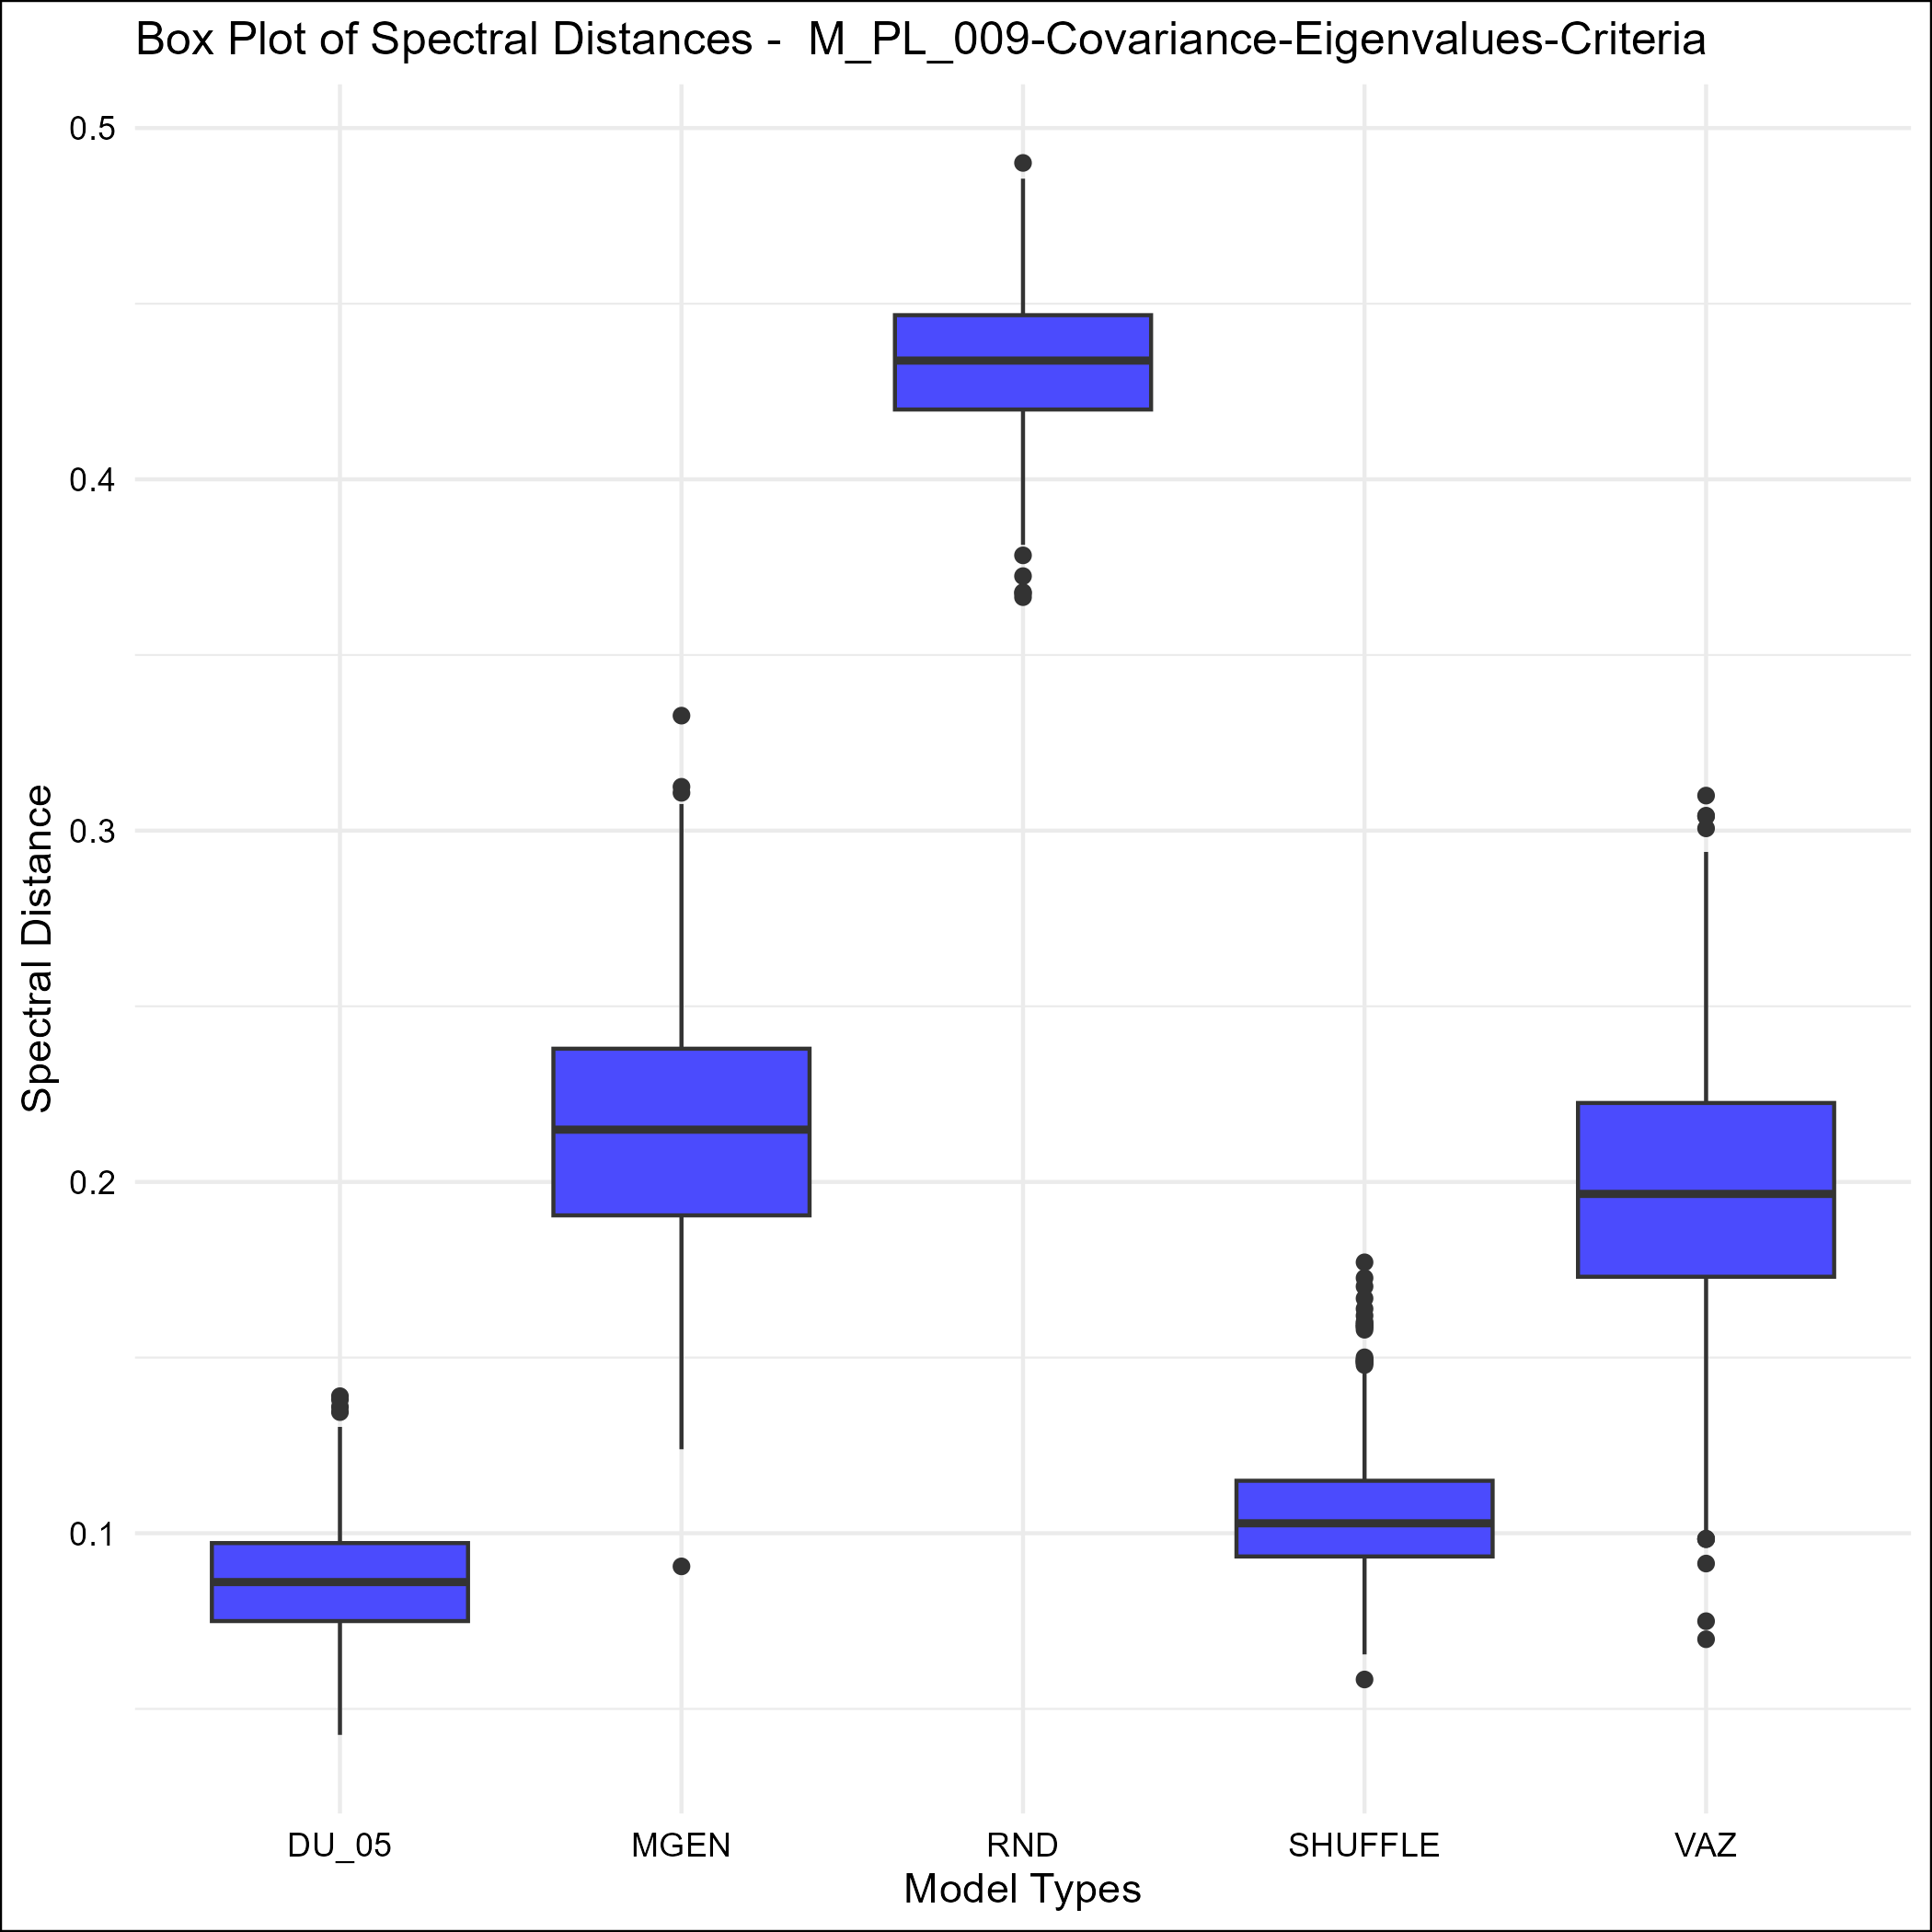 Box Plot of Spectral Distances -  M_PL_009-Covariance-Eigenvalues-Criteria
Spectral Distance
0.5
0.4
0.3
0.2
0.1
DU_05 MGEN RND SHUFFLE VAZ
Model Types